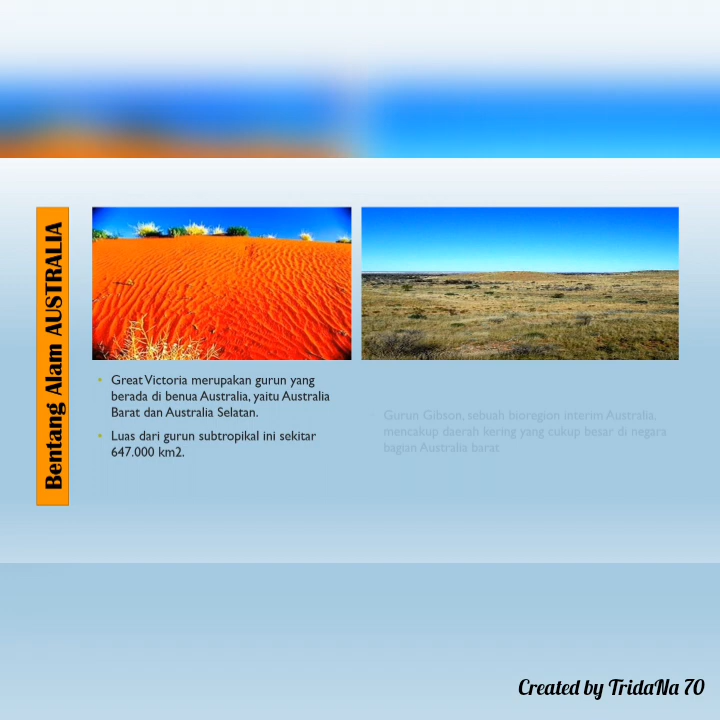 Bentang Alam AUSTRALIA
• Great Victoria merupakan gurun yang
berada di benua Australia, yaitu Australia
Barat dan Australia Selatan.
• Luas dari gurun subtropikal ini sekitar
647.000 km2.
• Gurun Gibson, sebuah bioregion interim Australia,
mencakup daerah kering yang cukup besar di negara
bagian Australia barat
Created by TridaNa 70